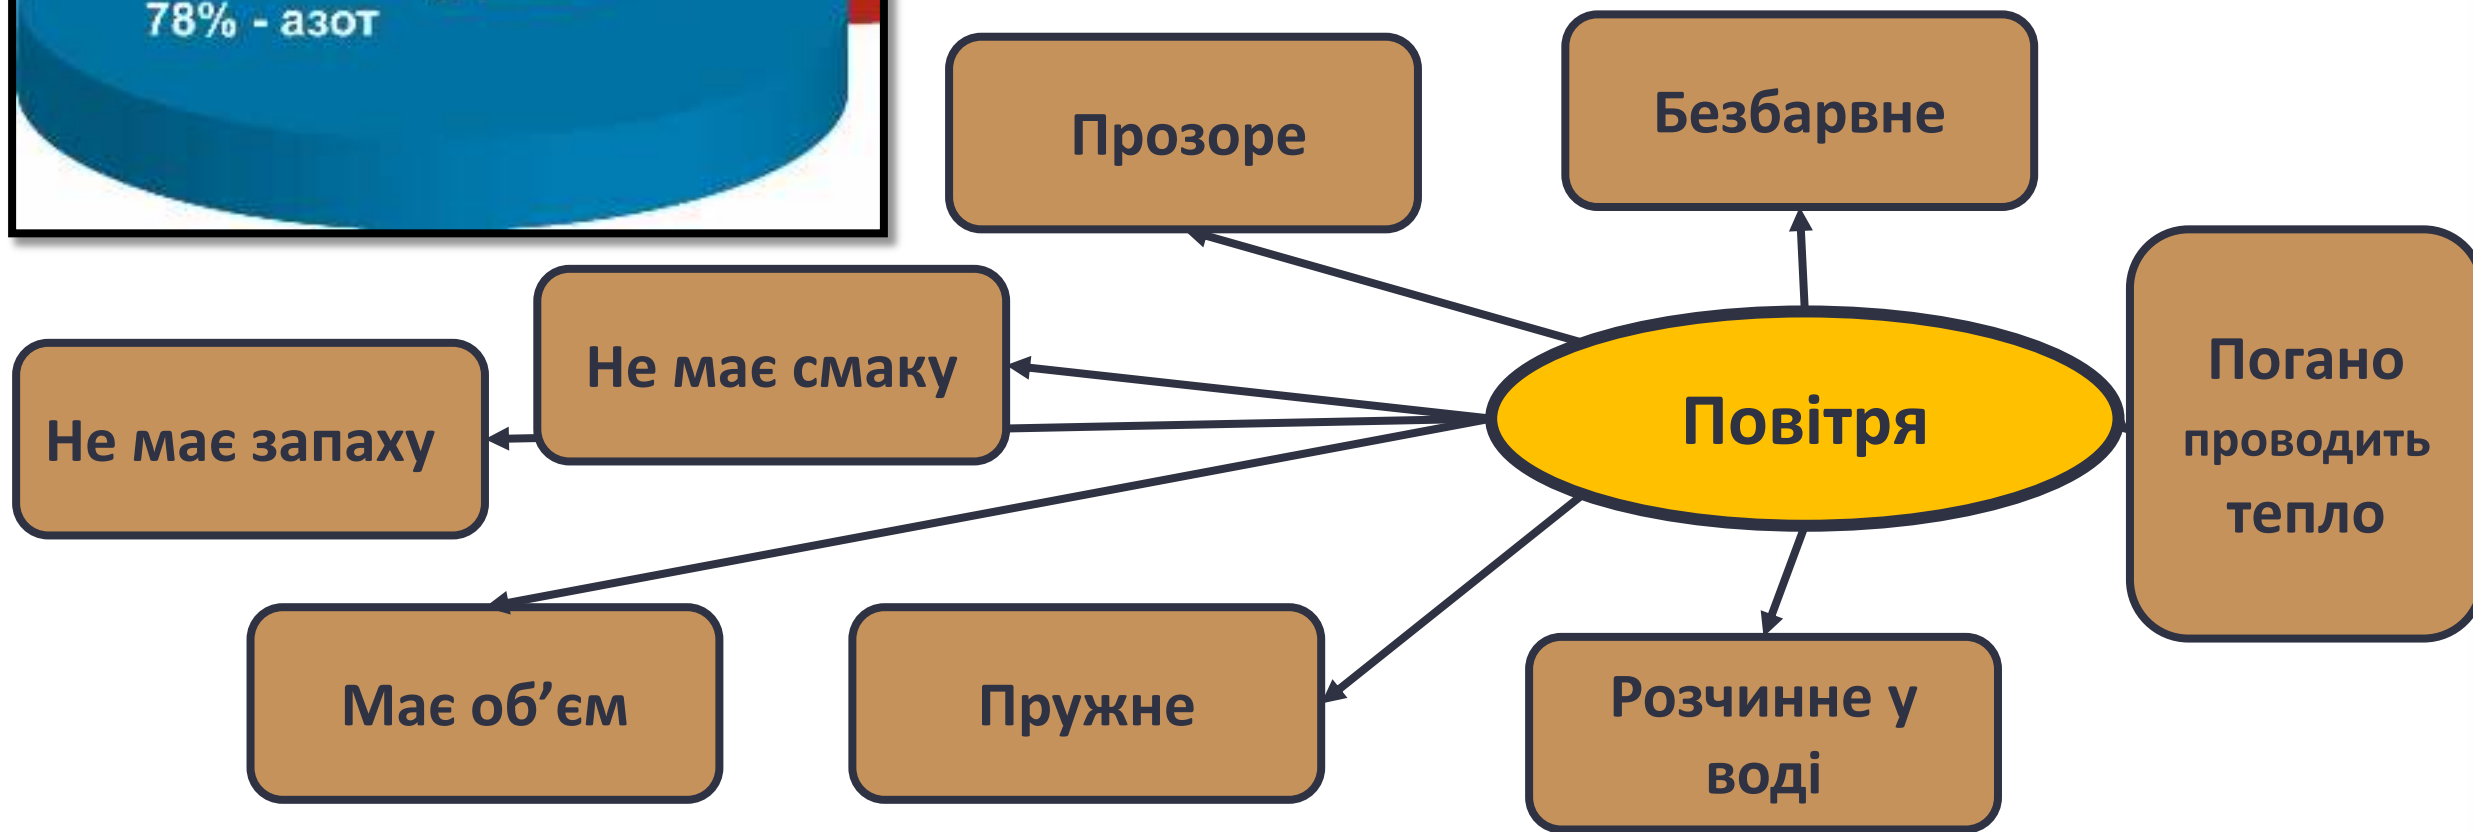 78% - азот
Прозоре
Безбарвне
Не має смаку
Не має запаху
Повітря
Погано
проводить
тепло
Має об’єм
Пружне
Розчинне у
воді